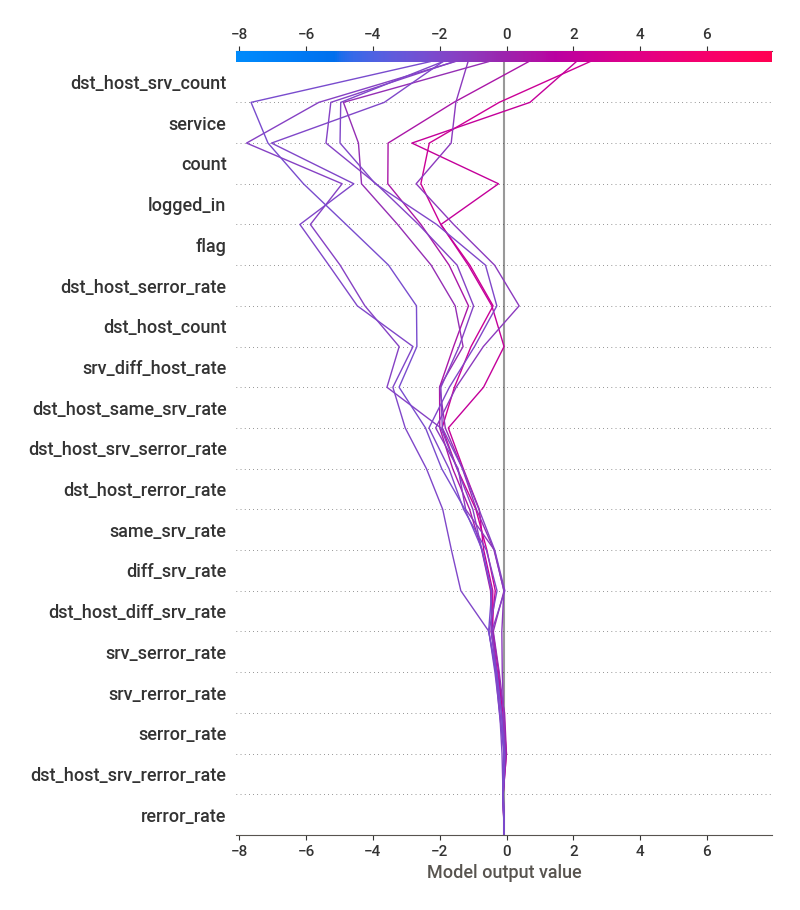 −8 −6 −4 −2 0 2 4 6
dst_host_srv_count
service
count
logged_in
flag
dst_host_serror_rate
dst_host_count
srv_diff_host_rate
dst_host_same_srv_rate
dst_host_srv_serror_rate
dst_host_rerror_rate
same_srv_rate
diff_srv_rate
dst_host_diff_srv_rate
srv_serror_rate
srv_rerror_rate
serror_rate
dst_host_srv_rerror_rate
rerror_rate
−8 −6 −4 −2 0 2 4 6
Model output value